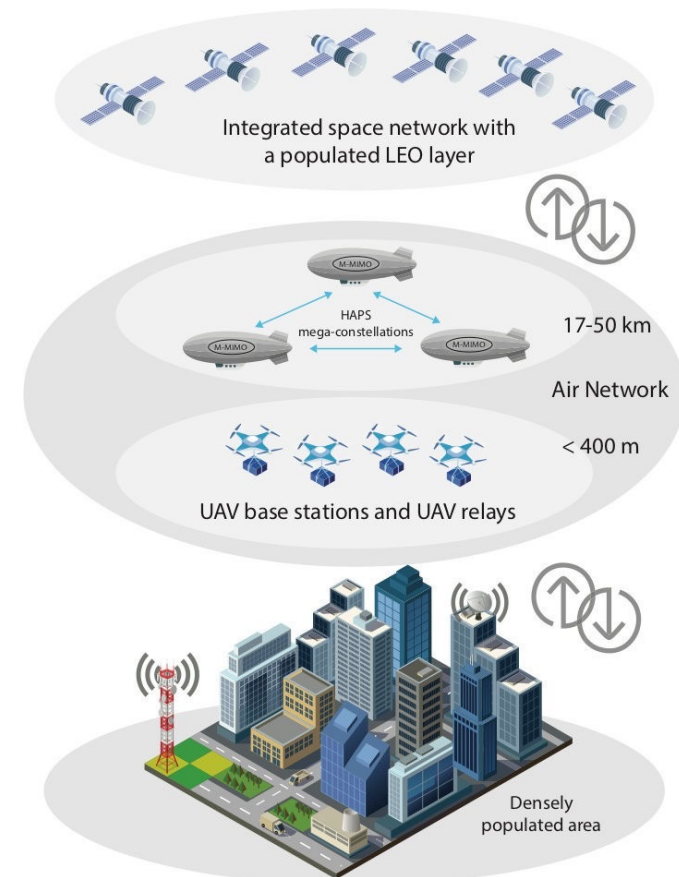 Integrated space network with
a populated LEO layer
M-MIMO
HAPS
mega-constellations
M-MIMO
M-MIMO
17-50 km
Air Network
< 400 m
UAV base stations and UAV relays
Densely
populated area